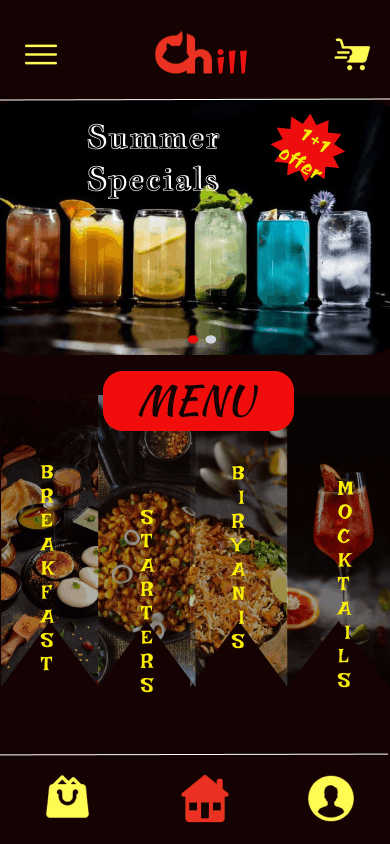 Chill
Summer
Specials
1+1
offer
MENU
BREAKFAST
STARTERS
BIRYANIS
MOCKTAILS